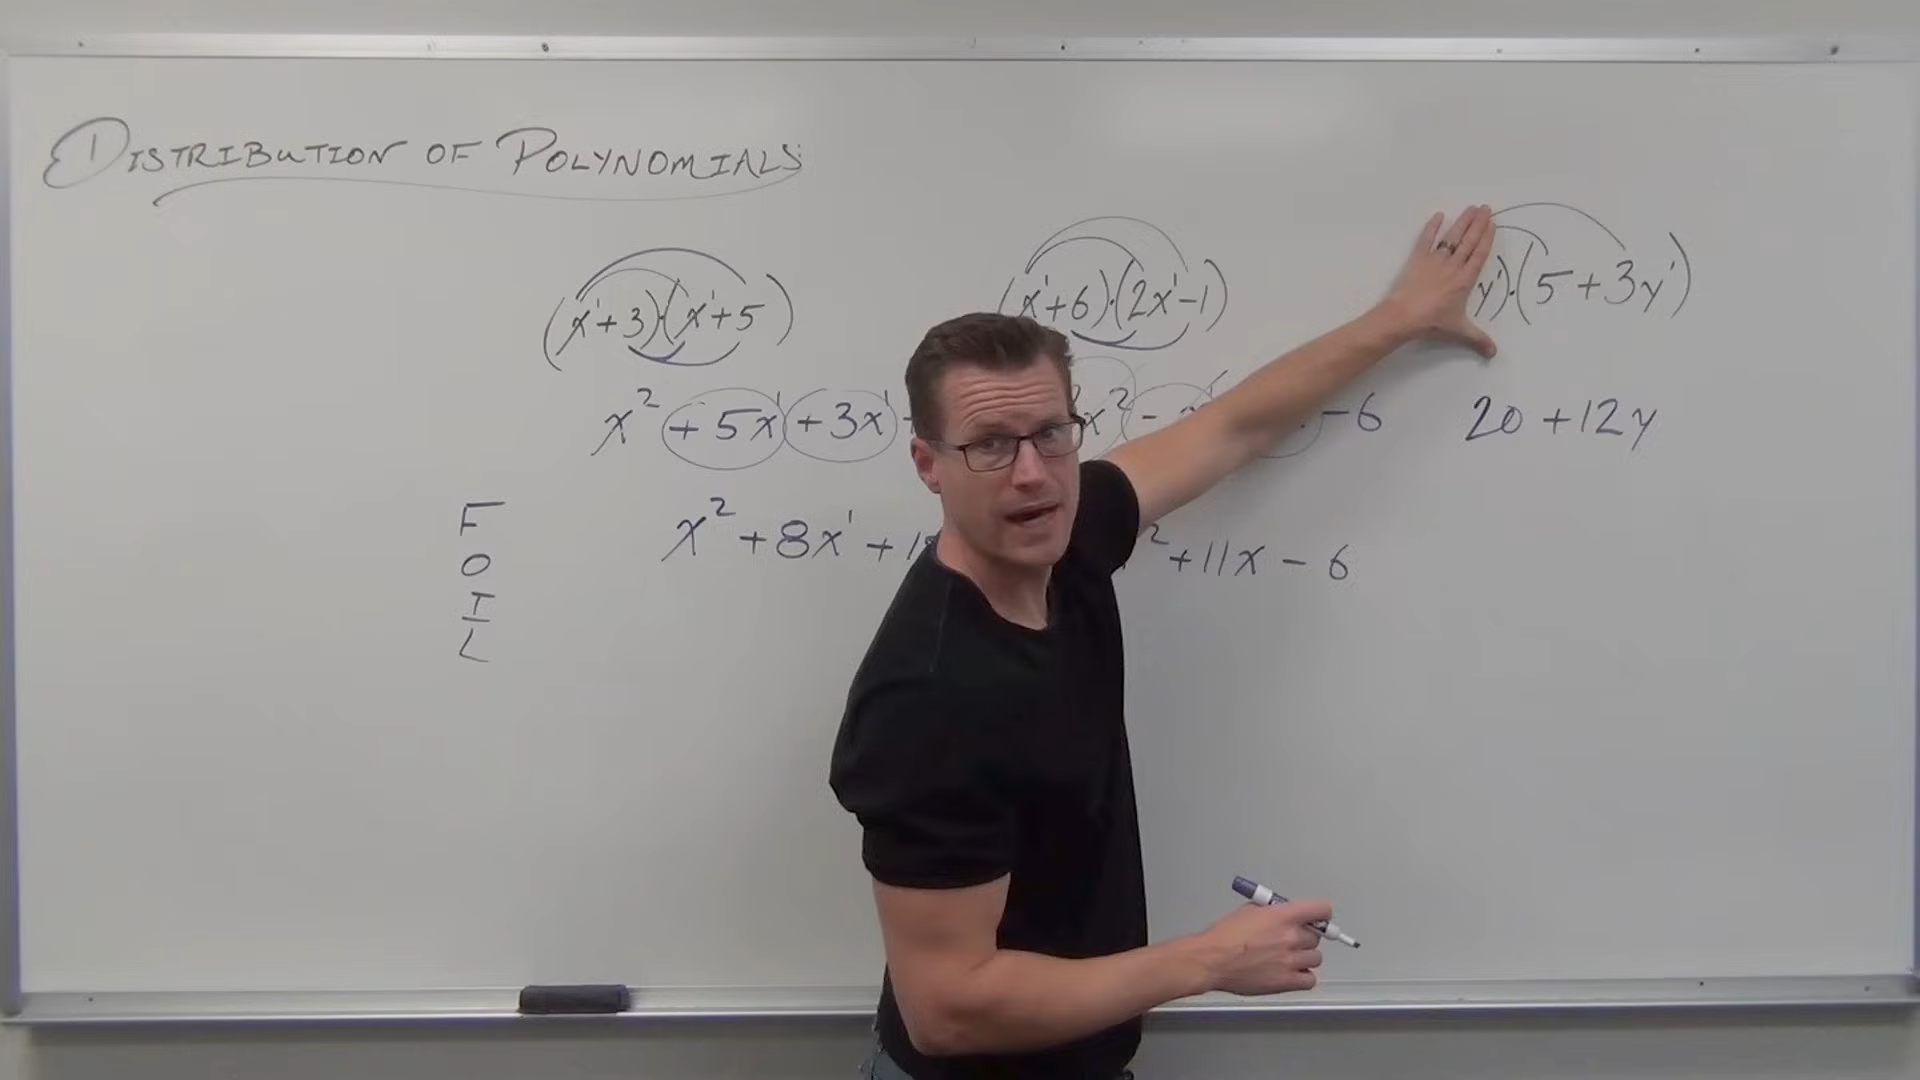 DISTRIBUTION OF POLYNOMIALS
(x¹+3)·(x¹+5)
x² +5x¹ +3x¹
x² +8x¹ +1
(x¹+6)·(2x¹-1)
x² - -6
² +11x - 6
y¹)·(5+3y¹)
20 +12y
F
O
I
L